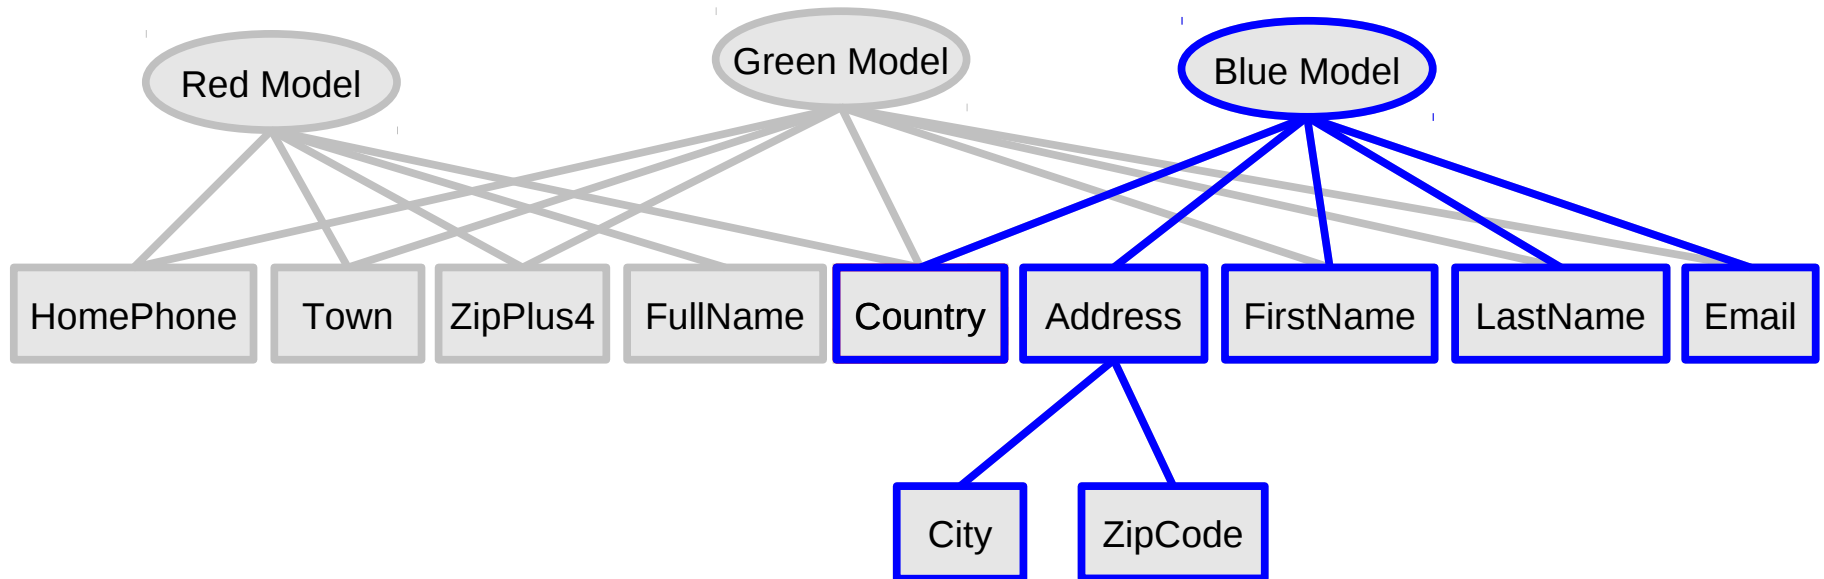 Red Model
Green Model
Blue Model
HomePhone
Town
ZipPlus4
FullName
Country
Address
FirstName
LastName
Email
City
ZipCode